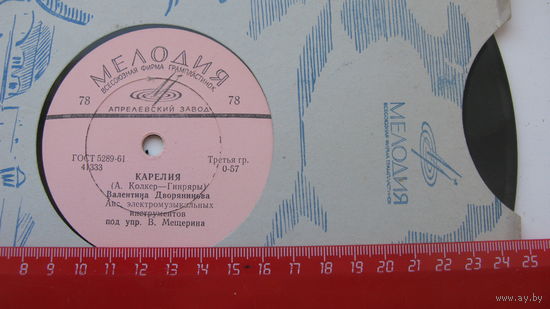 МЕЛОДИЯ
ВСЕСОЮЗНАЯ ФИРМА ГРАМПЛАСТИНОК
78 78
АПРЕЛЕВСКИЙ ЗАВОД
1
ГОСТ 5289-61 Третья гр.
41333 0-57
КАРЕЛИЯ
(А. Колкер—Гинряры)
Валентина Дворянинова
Анс. электромузыкальных
инструментов
под упр. В. Мещерина
МЕЛОДИЯ
ВСЕСОЮЗНАЯ ФИРМА ГРАМПЛАСТИНОК
8 9 10 11 12 13 14 15 16 17 18 19 20 21 22 23 24 25
AY.BY